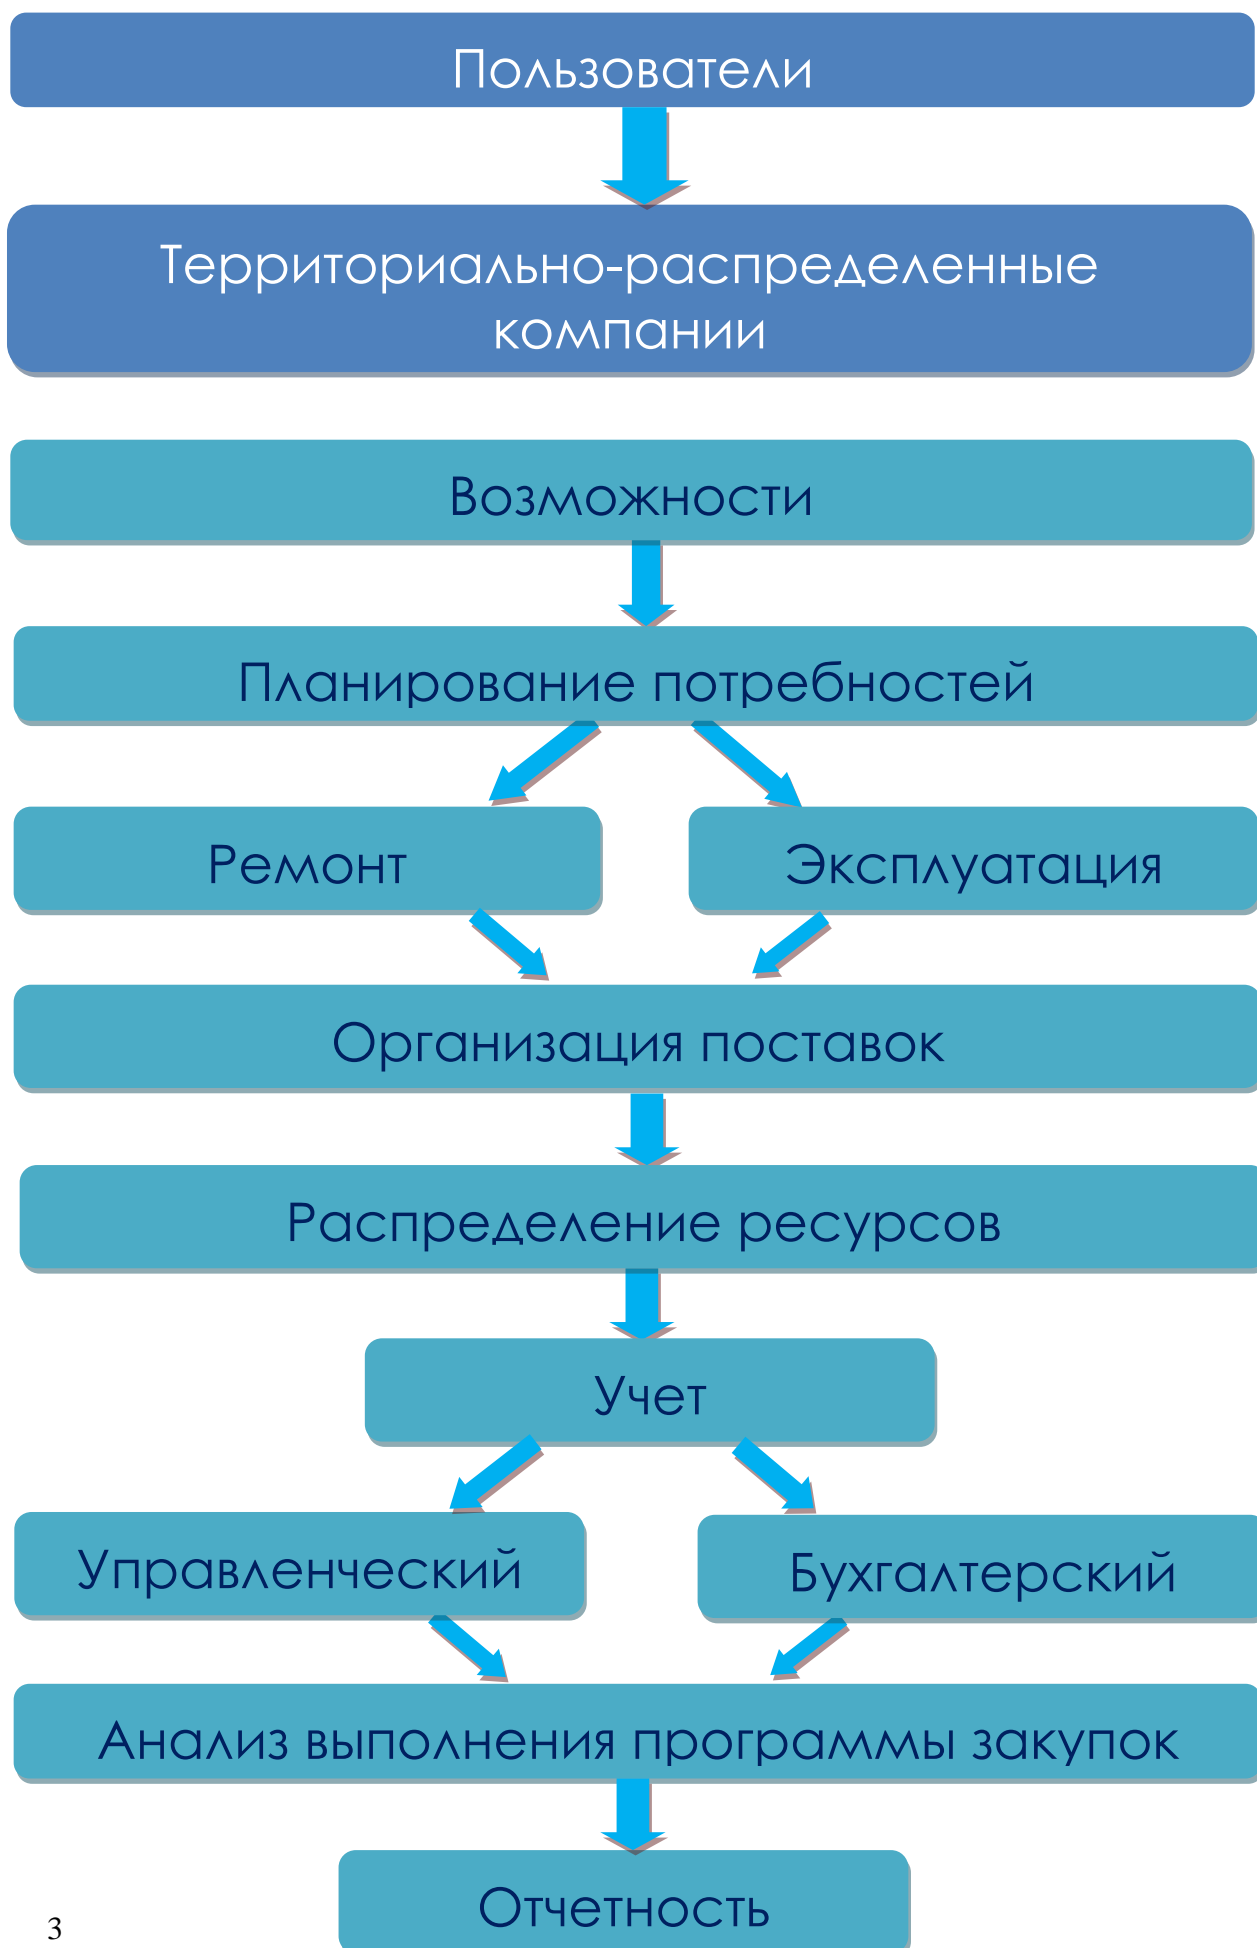 Пользователи
Территориально-распределенные
компании
Возможности
Планирование потребностей
Ремонт
Эксплуатация
Организация поставок
Распределение ресурсов
Учет
Управленческий
Бухгалтерский
Анализ выполнения программы закупок
Отчетность
3